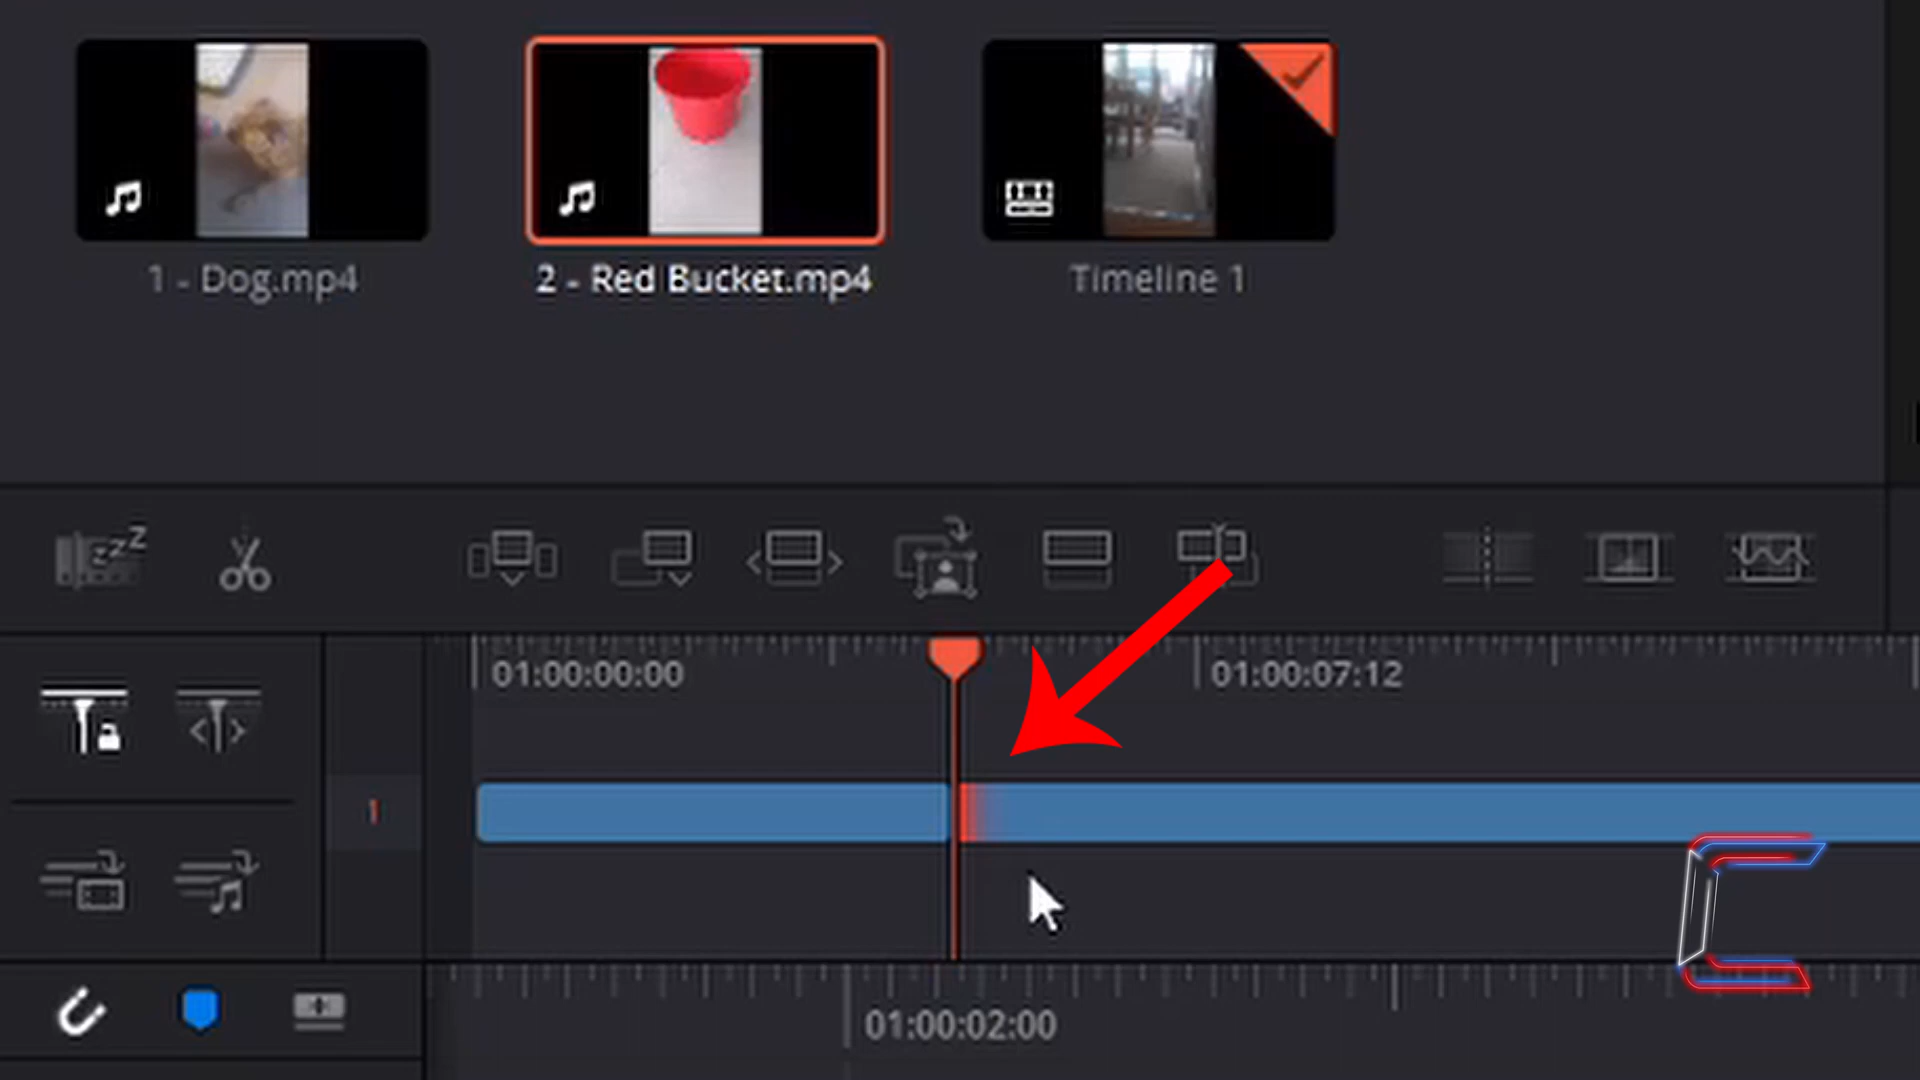 1 - Dog.mp4
2 - Red Bucket.mp4
Timeline 1
zzZ
01:00:00:00
01:00:07:12
1
01:00:02:00